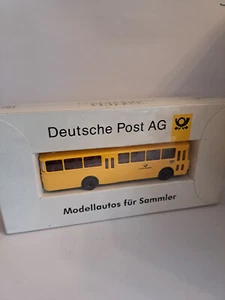 Deutsche Post AG
Modellautos für Sammler